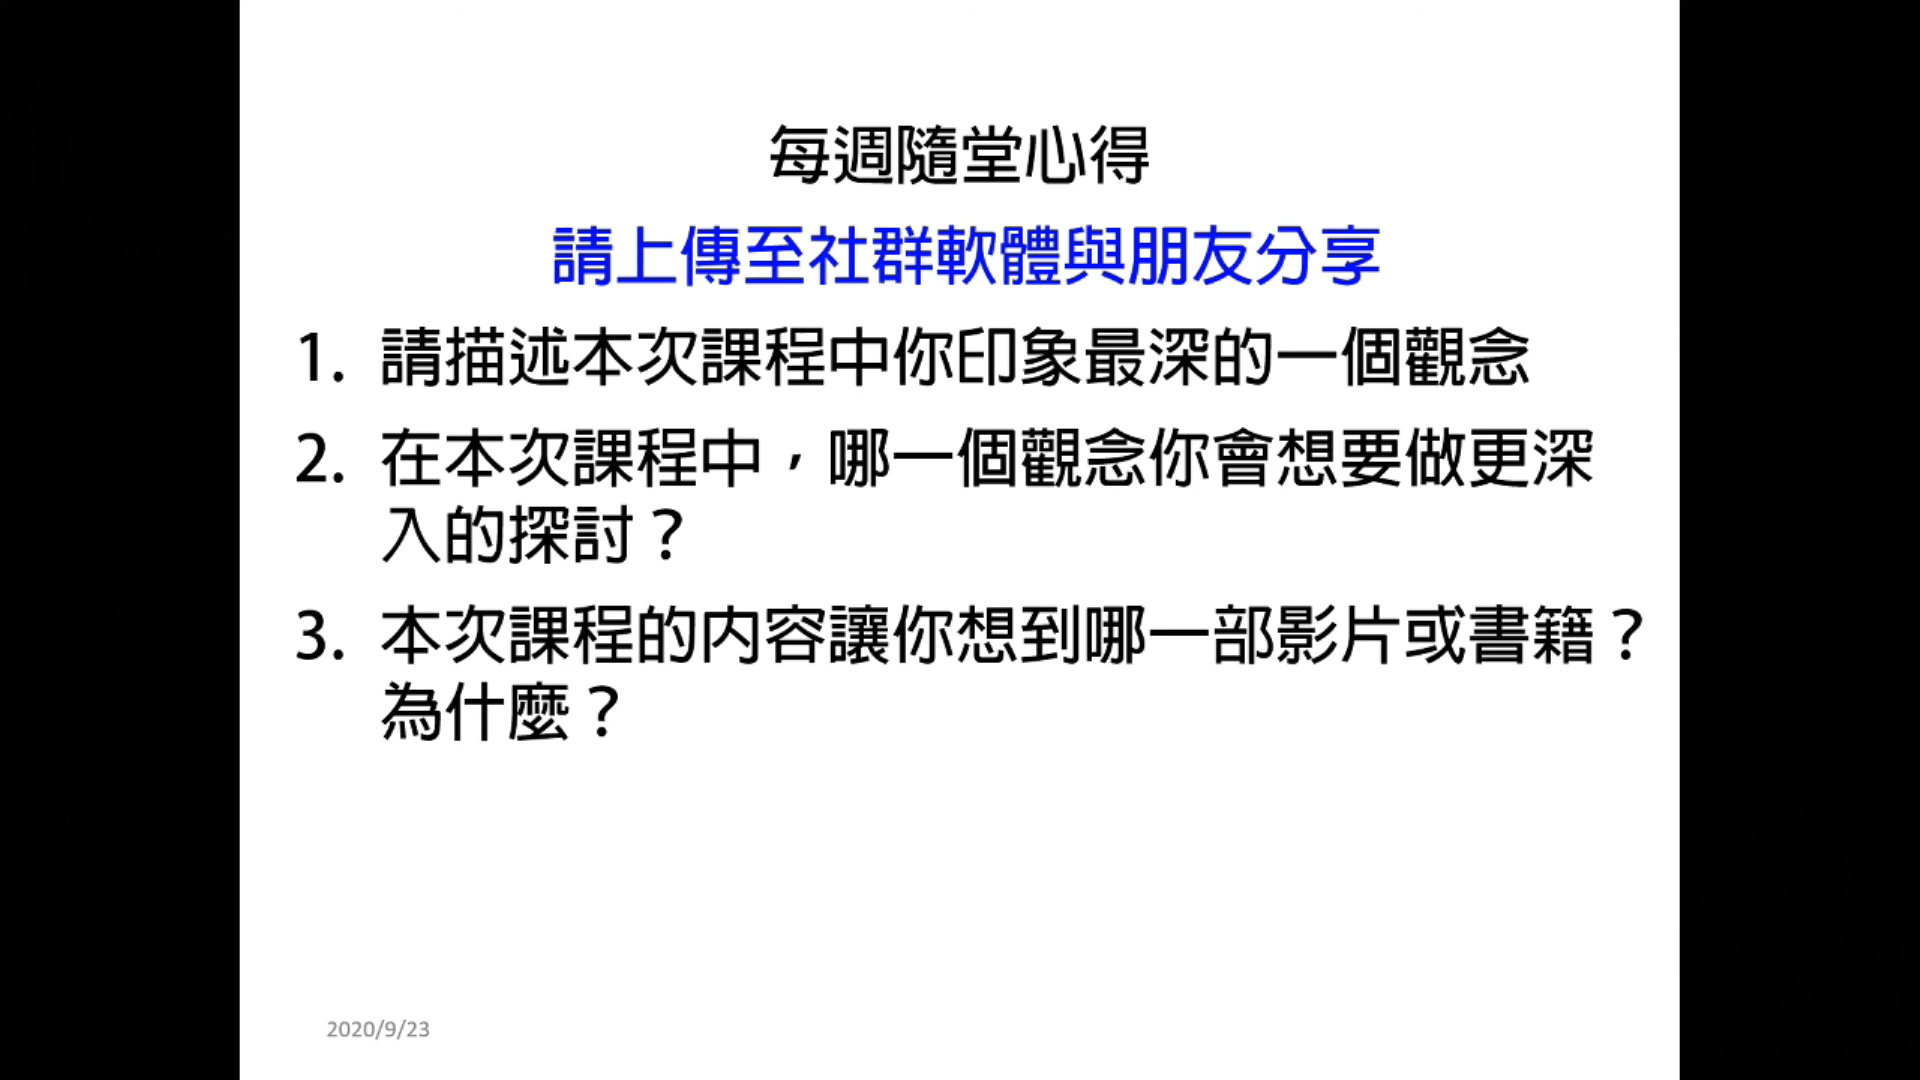 每週隨堂心得
請上傳至社群軟體與朋友分享
1. 請描述本次課程中你印象最深的一個觀念
2. 在本次課程中，哪一個觀念你會想要做更深
入的探討？
3. 本次課程的内容讓你想到哪一部影片或書籍？
為什麼？
2020/9/23